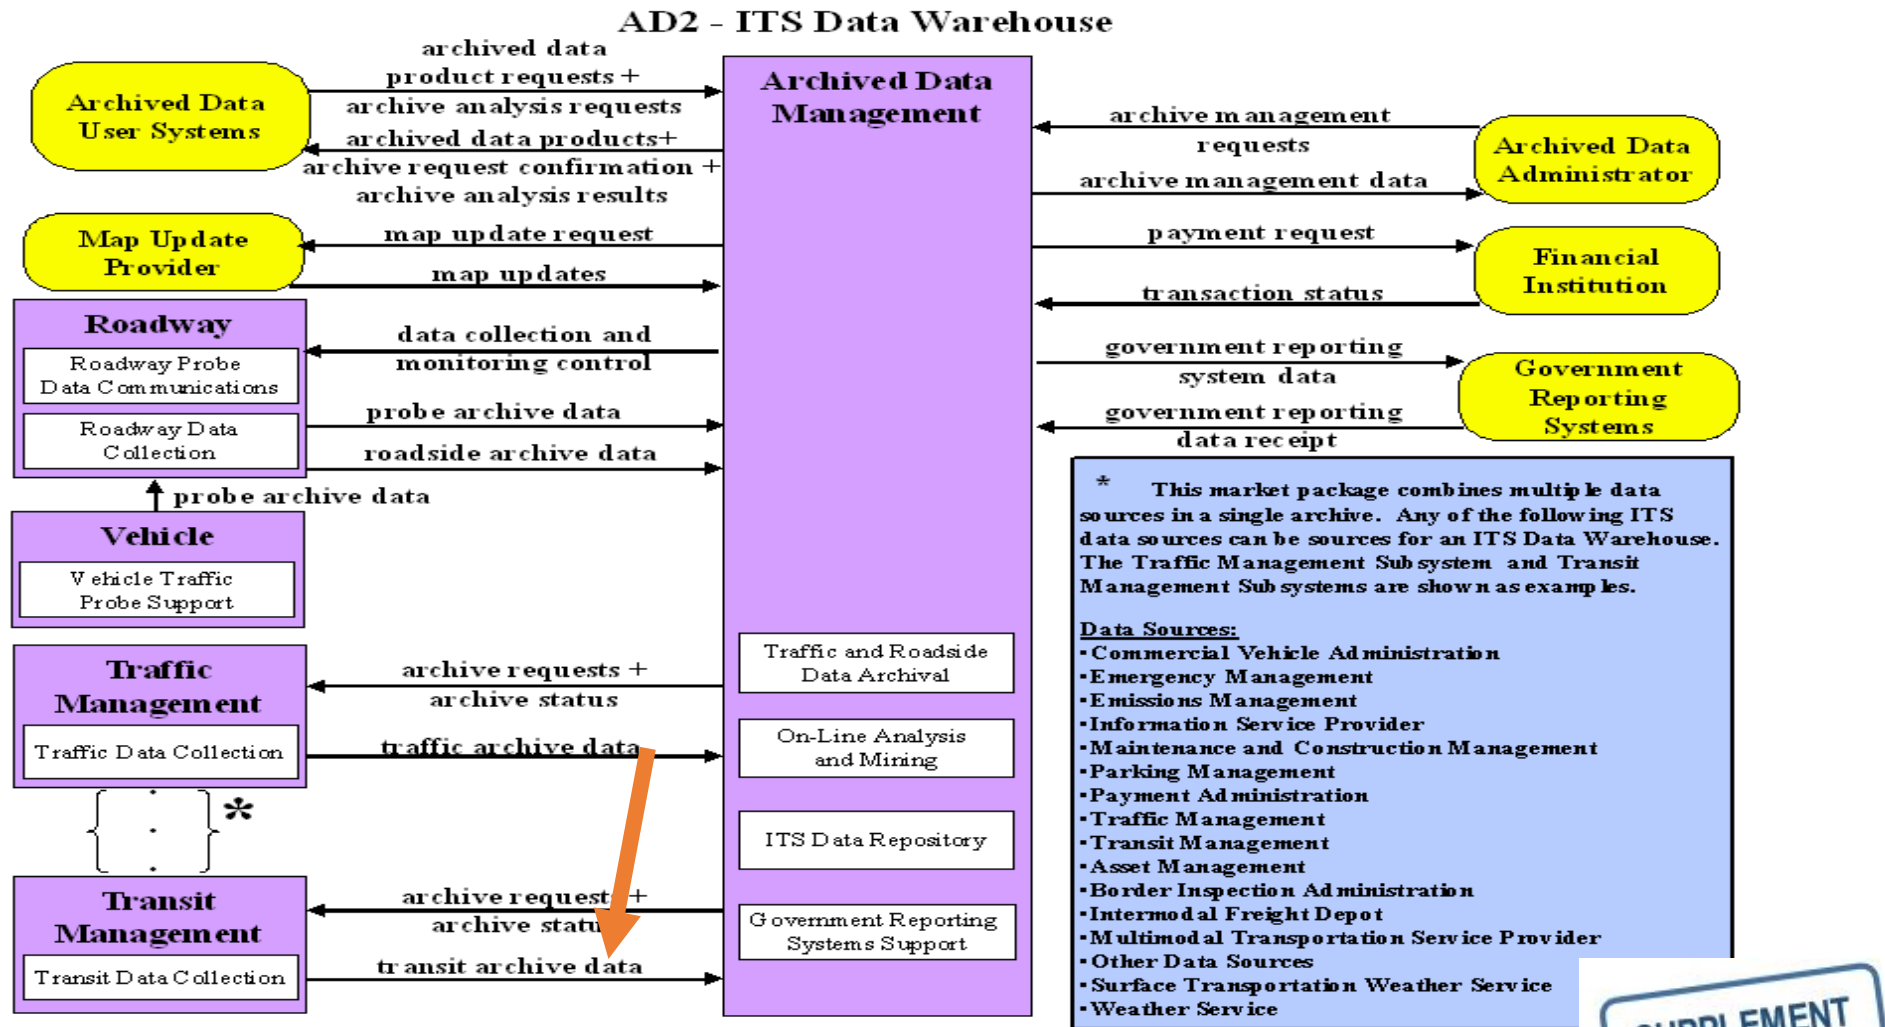 AD2 - ITS Data Warehouse
archived data
product requests +
archive analysis requests
archived data products+
archive request confirmation +
archive analysis results
Archived Data
User Systems
Map Update
Provider
map update request
map updates
Roadway
Roadway Probe
Data Communications
Roadway Data
Collection
data collection and
monitoring control
probe archive data
roadside archive data
probe archive data
Vehicle
Vehicle Traffic
Probe Support
Traffic
Management
Traffic Data Collection
archive requests +
archive status
traffic archive data
*
Transit
Management
Transit Data Collection
archive requests +
archive status
transit archive data
Archived Data
Management
Traffic and Roadside
Data Archival
On-Line Analysis
and Mining
ITS Data Repository
Government Reporting
Systems Support
archive management
requests
archive management data
Archived Data
Administrator
payment request
transaction status
Financial
Institution
government reporting
system data
government reporting
data receipt
Government
Reporting
Systems
* This market package combines multiple data
sources in a single archive. Any of the following ITS
data sources can be sources for an ITS Data Warehouse.
The Traffic Management Subsystem and Transit
Management Subsystems are shown as examples.
Data Sources:
▪Commercial Vehicle Administration
▪Emergency Management
▪Emissions Management
▪Information Service Provider
▪Maintenance and Construction Management
▪Parking Management
▪Payment Administration
▪Traffic Management
▪Transit Management
▪Asset Management
▪Border Inspection Administration
▪Intermodal Freight Depot
▪Multimodal Transportation Service Provider
▪Other Data Sources
▪Surface Transportation Weather Service
▪Weather Service
SUPPLEMENT